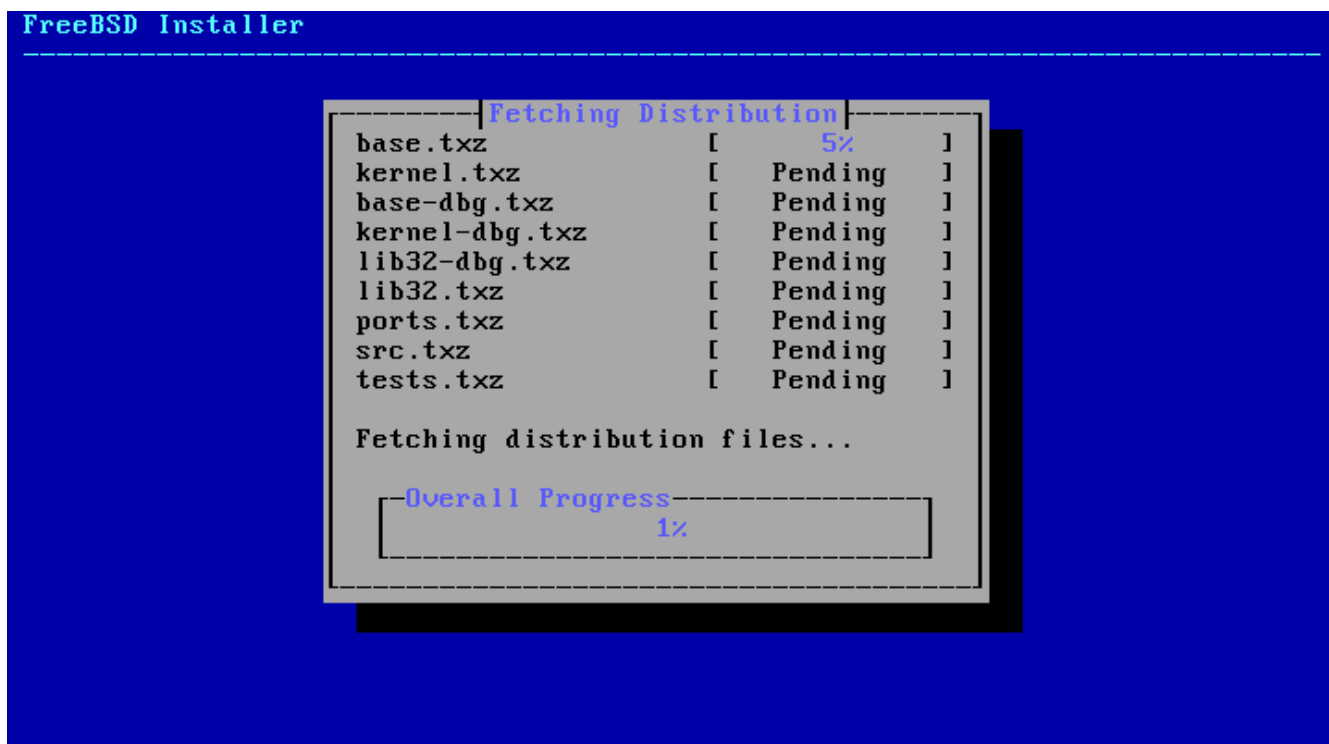 FreeBSD Installer
Fetching Distribution
base.txz [ 5% ]
kernel.txz [ Pending ]
base-dbg.txz [ Pending ]
kernel-dbg.txz [ Pending ]
lib32-dbg.txz [ Pending ]
lib32.txz [ Pending ]
ports.txz [ Pending ]
src.txz [ Pending ]
tests.txz [ Pending ]
Fetching distribution files...
Overall Progress
1%